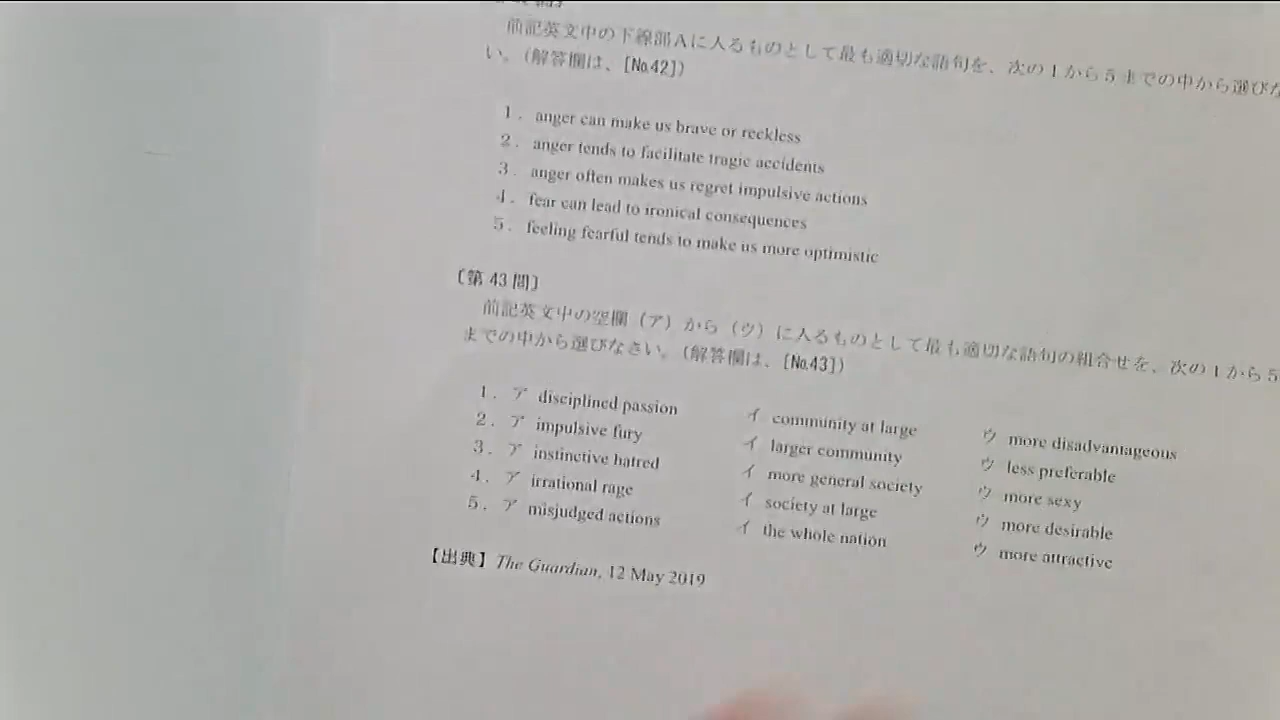 前記英文中の下線部Aに入るものとして最も適切な語句を、次の1から5までの中から選びな
い。(解答欄は、[No.42])
1. anger can make us brave or reckless
2. anger tends to facilitate tragic accidents
3. anger often makes us regret impulsive actions
4. fear can lead to ironical consequences
5. feeling fearful tends to make us more optimistic
〔第 43 問〕
前記英文中の空欄(ア)から(ウ)に入るものとして最も適切な語句の組合せを、次の1から5
までの中から選びなさい。(解答欄は、[No.43])
1. ア disciplined passion イ community at large ウ more disadvantageous
2. ア impulsive fury イ larger community ウ less preferable
3. ア instinctive hatred イ more general society ウ more sexy
4. ア irrational rage イ society at large ウ more desirable
5. ア misjudged actions イ the whole nation ウ more attractive
【出典】The Guardian, 12 May 2019